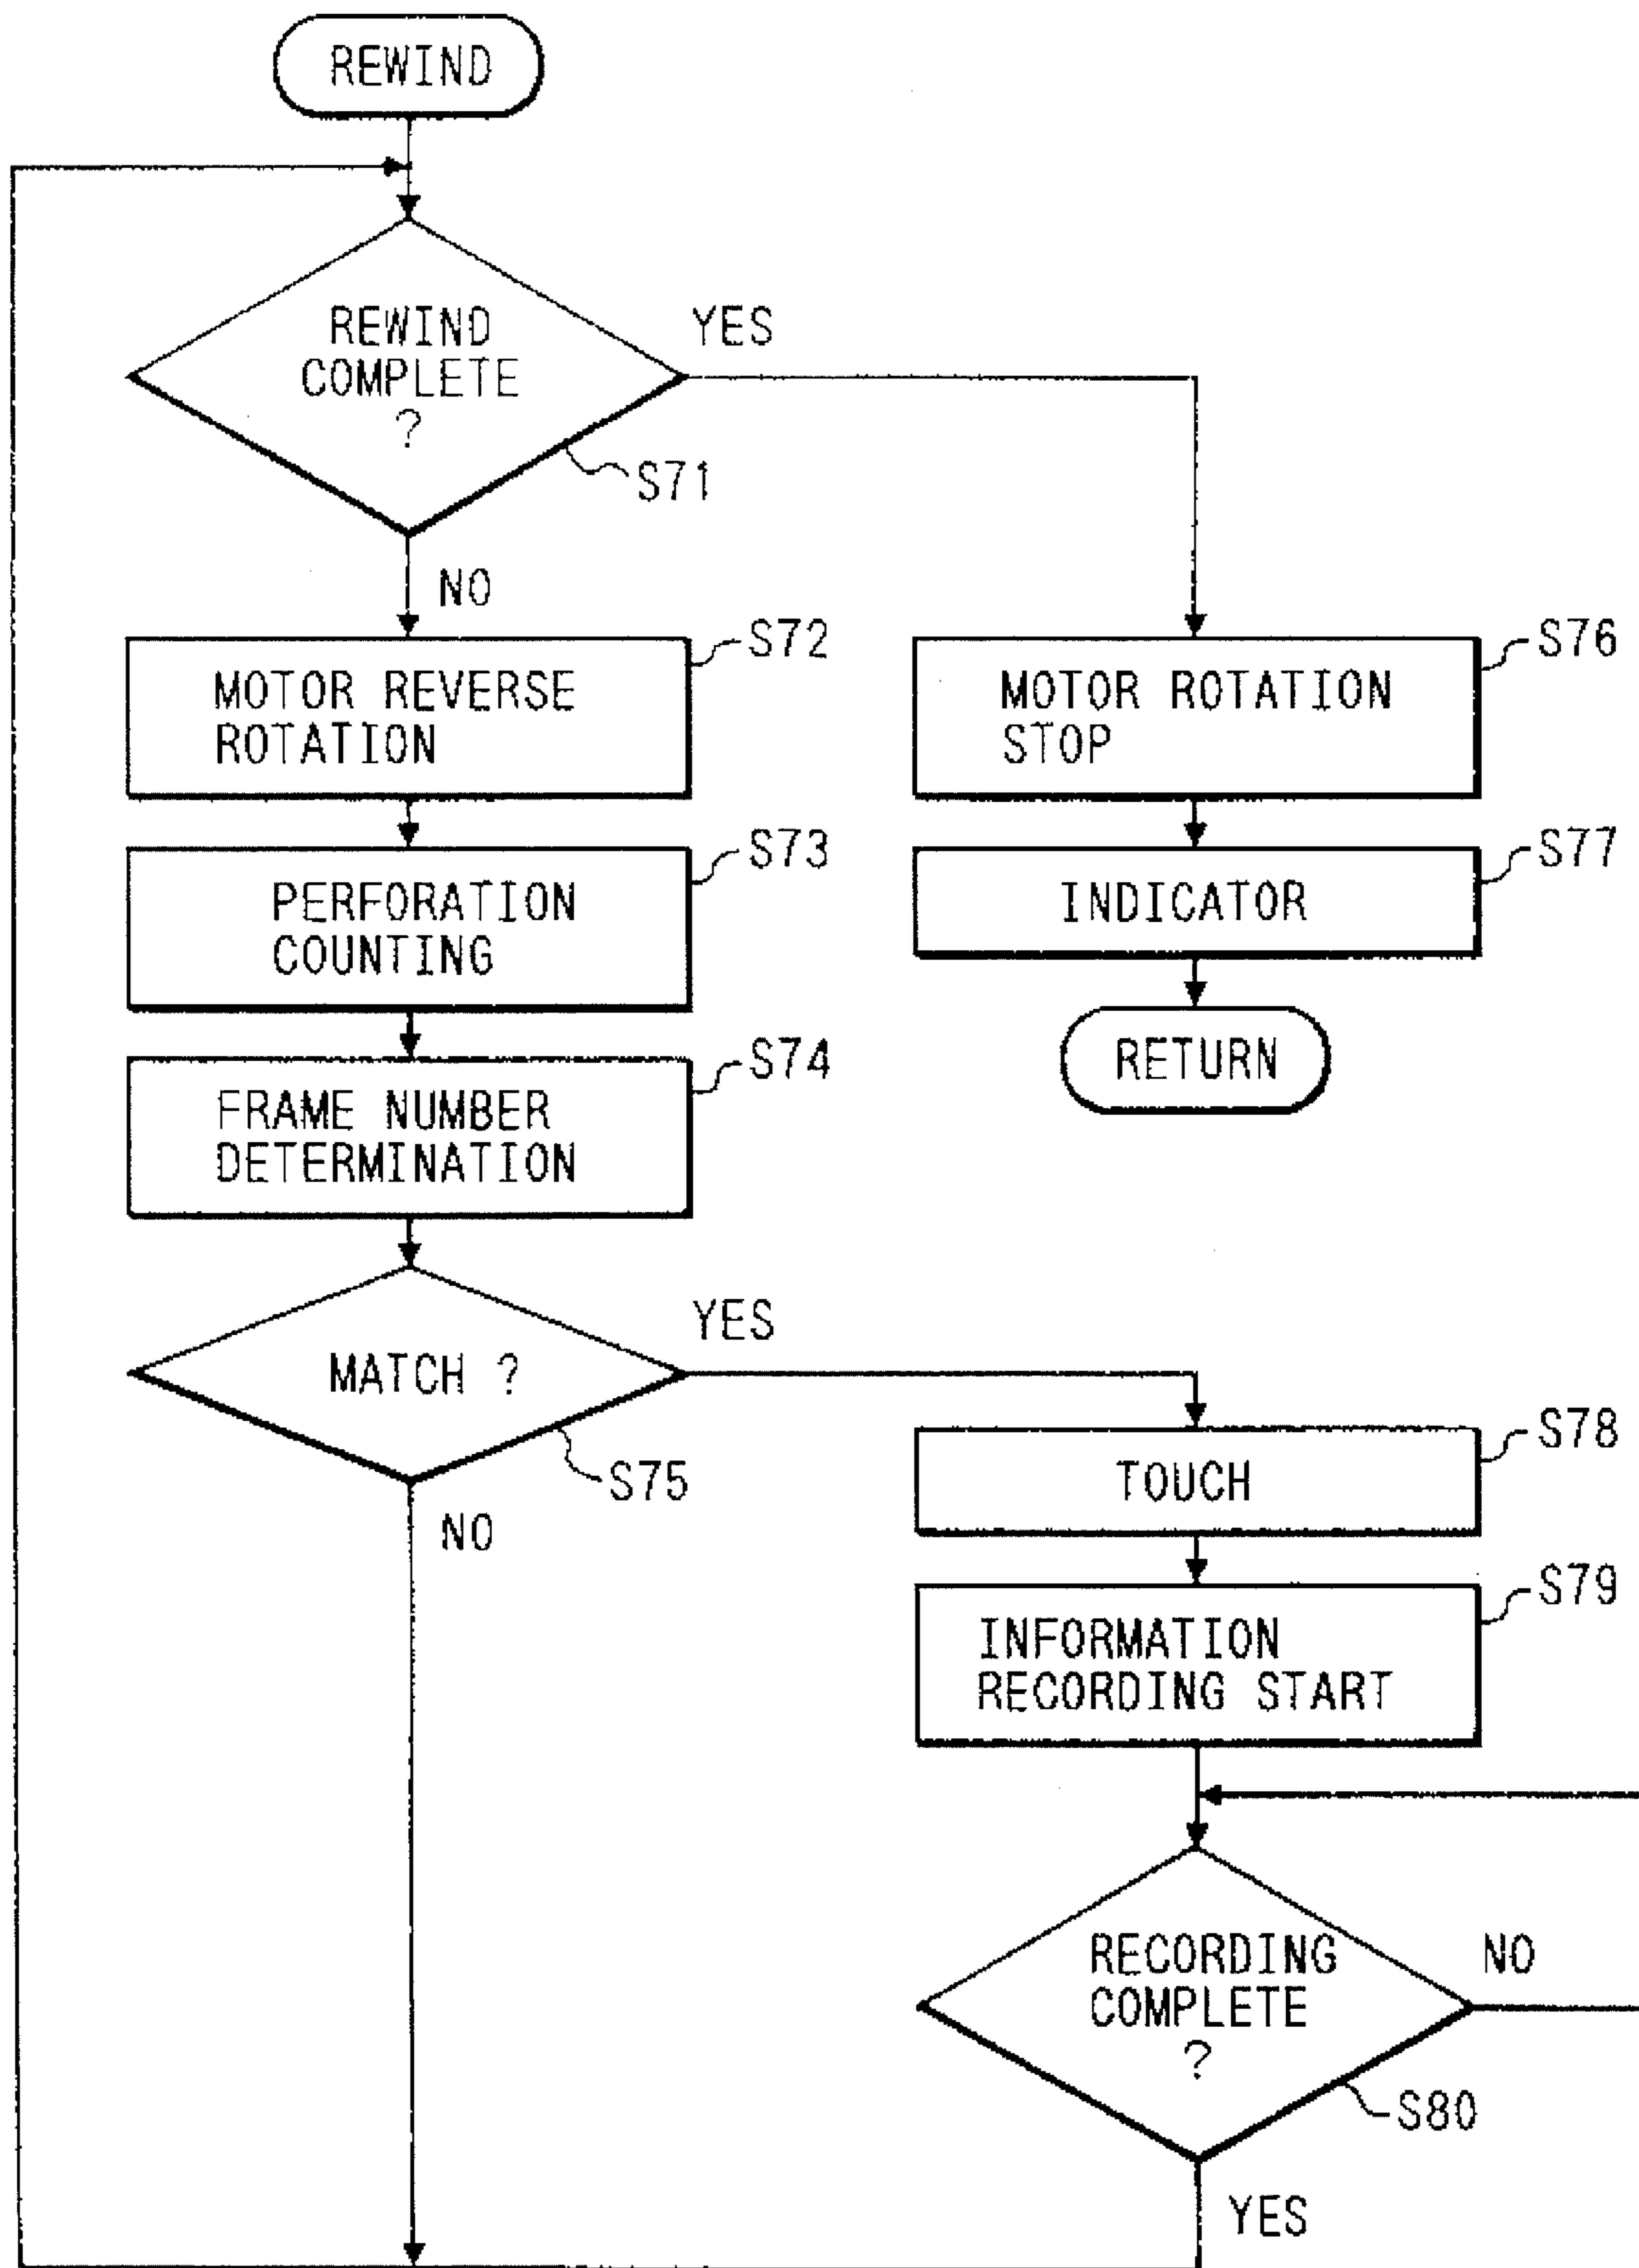 REWIND
REWIND
COMPLETE
?
YES
S71
NO
S72
MOTOR REVERSE
ROTATION
S76
MOTOR ROTATION
STOP
S73
PERFORATION
COUNTING
S77
INDICATOR
S74
FRAME NUMBER
DETERMINATION
RETURN
MATCH ?
YES
S75
NO
S78
TOUCH
S79
INFORMATION
RECORDING START
RECORDING
COMPLETE
?
NO
S80
YES